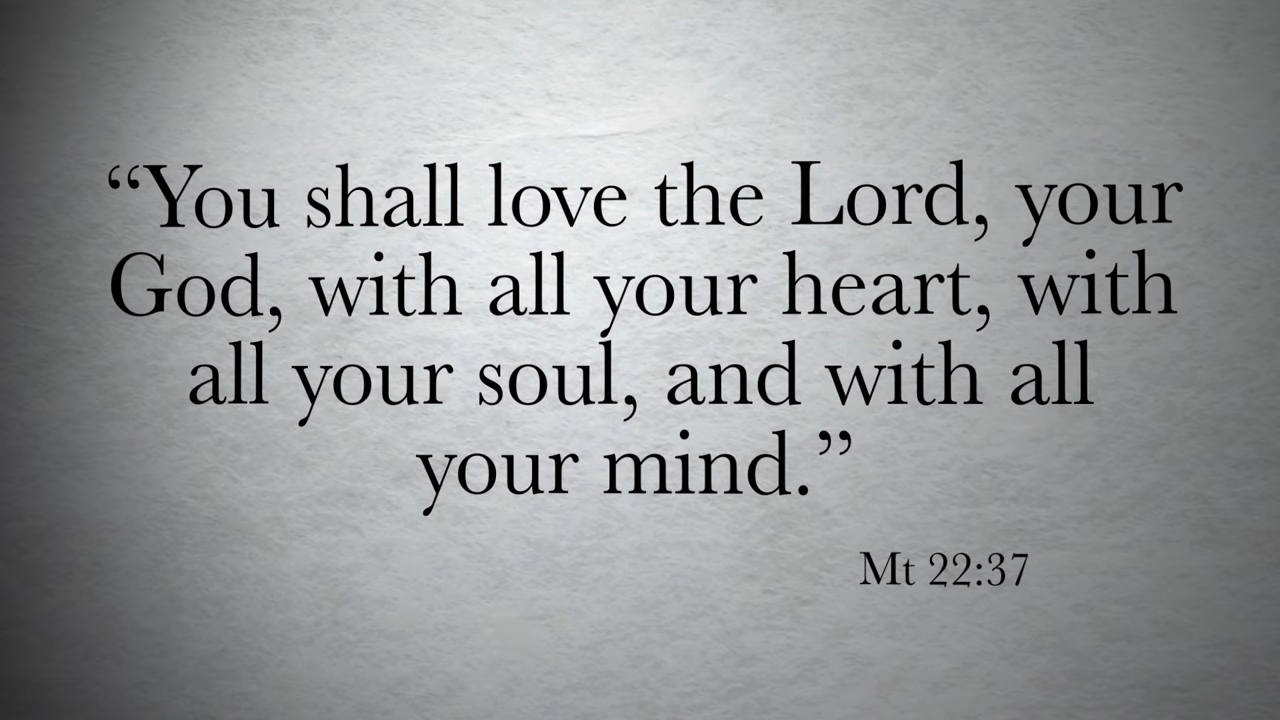 “You shall love the Lord, your
God, with all your heart, with
all your soul, and with all
your mind.”
Mt 22:37